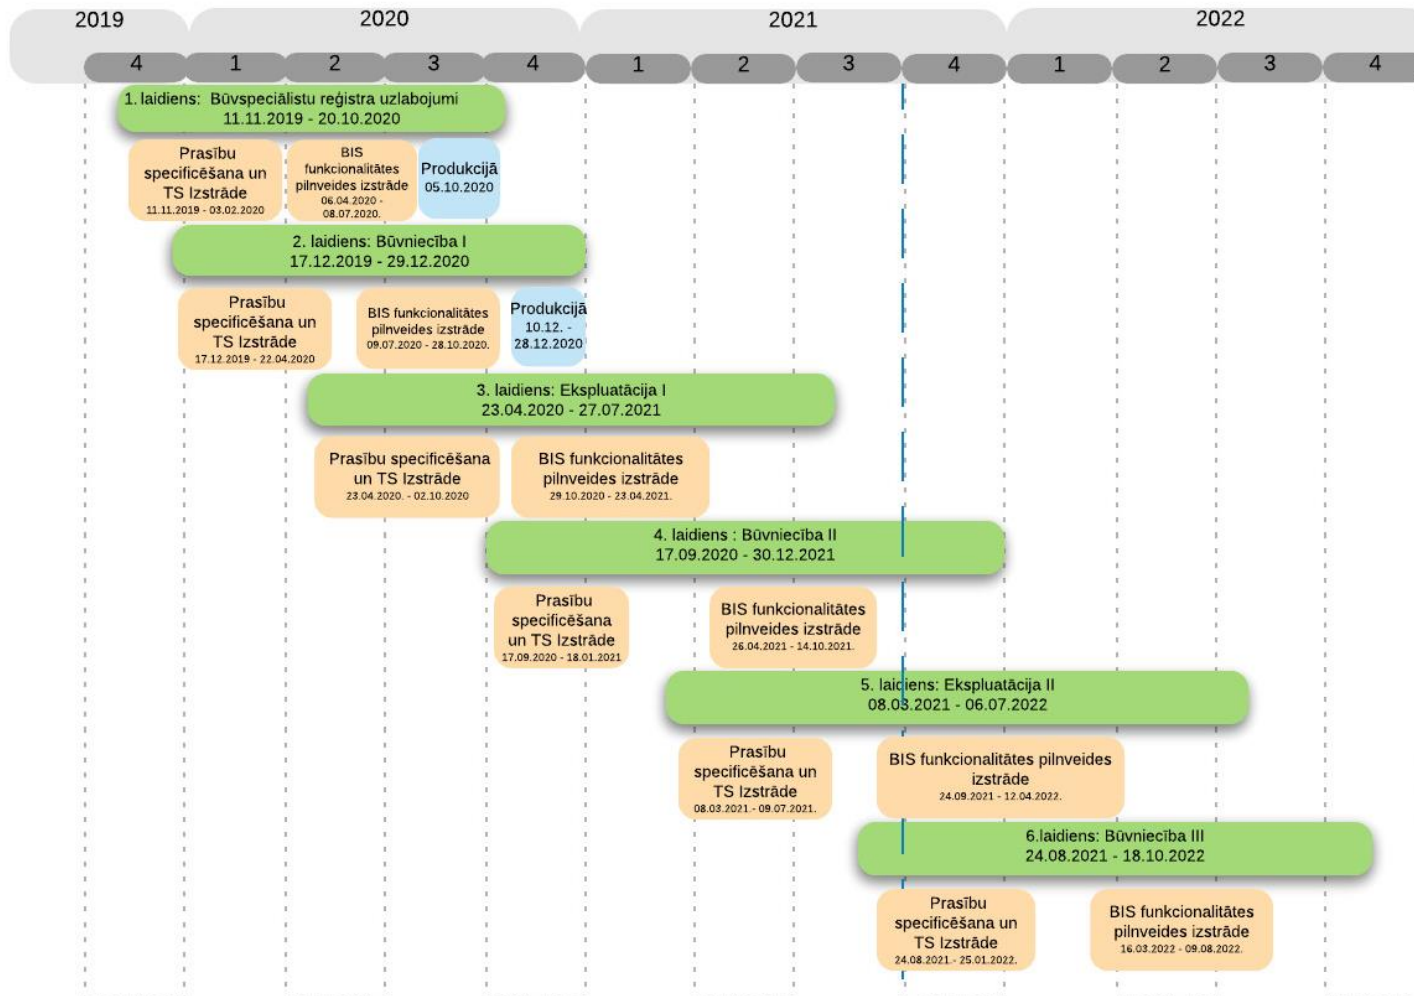 2019
2020
2021
2022
4
1
2
3
4
1
2
3
4
1
2
3
4
1. laidiens: Būvspeciālistu reģistra uzlabojumi
11.11.2019 - 20.10.2020
Prasību
specificēšana un
TS Izstrāde
11.11.2019 - 03.02.2020
BIS
funkcionalitātes
pilnveides izstrāde
06.04.2020 -
08.07.2020.
Produkcijā
05.10.2020
2. laidiens: Būvniecība I
17.12.2019 - 29.12.2020
Prasību
specificēšana un
TS Izstrāde
17.12.2019 - 22.04.2020
BIS funkcionalitātes
pilnveides izstrāde
09.07.2020 - 28.10.2020.
Produkcijā
10.12. -
28.12.2020
3. laidiens: Ekspluatācija I
23.04.2020 - 27.07.2021
Prasību specificēšana
un TS Izstrāde
23.04.2020. - 02.10.2020
BIS funkcionalitātes
pilnveides izstrāde
29.10.2020 - 23.04.2021.
4. laidiens : Būvniecība II
17.09.2020 - 30.12.2021
Prasību
specificēšana
un TS Izstrāde
17.09.2020 - 18.01.2021
BIS funkcionalitātes
pilnveides izstrāde
26.04.2021 - 14.10.2021.
5. laidiens: Ekspluatācija II
08.03.2021 - 06.07.2022
Prasību
specificēšana un
TS Izstrāde
08.03.2021.- 09.07.2021.
BIS funkcionalitātes pilnveides
izstrāde
24.09.2021 - 12.04.2022.
6.laidiens: Būvniecība III
24.08.2021 - 18.10.2022
Prasību
specificēšana un
TS Izstrāde
24.08.2021.- 25.01.2022.
BIS funkcionalitātes
pilnveides izstrāde
16.03.2022 - 09.08.2022.